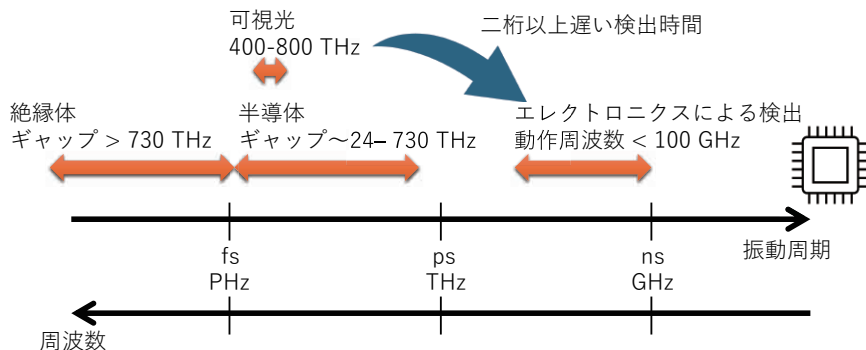 可視光
400-800 THz
二桁以上遅い検出時間
絶縁体
ギャップ > 730 THz
半導体
ギャップ～24– 730 THz
エレクトロニクスによる検出
動作周波数 < 100 GHz
振動周期
fs
PHz
ps
THz
ns
GHz
周波数